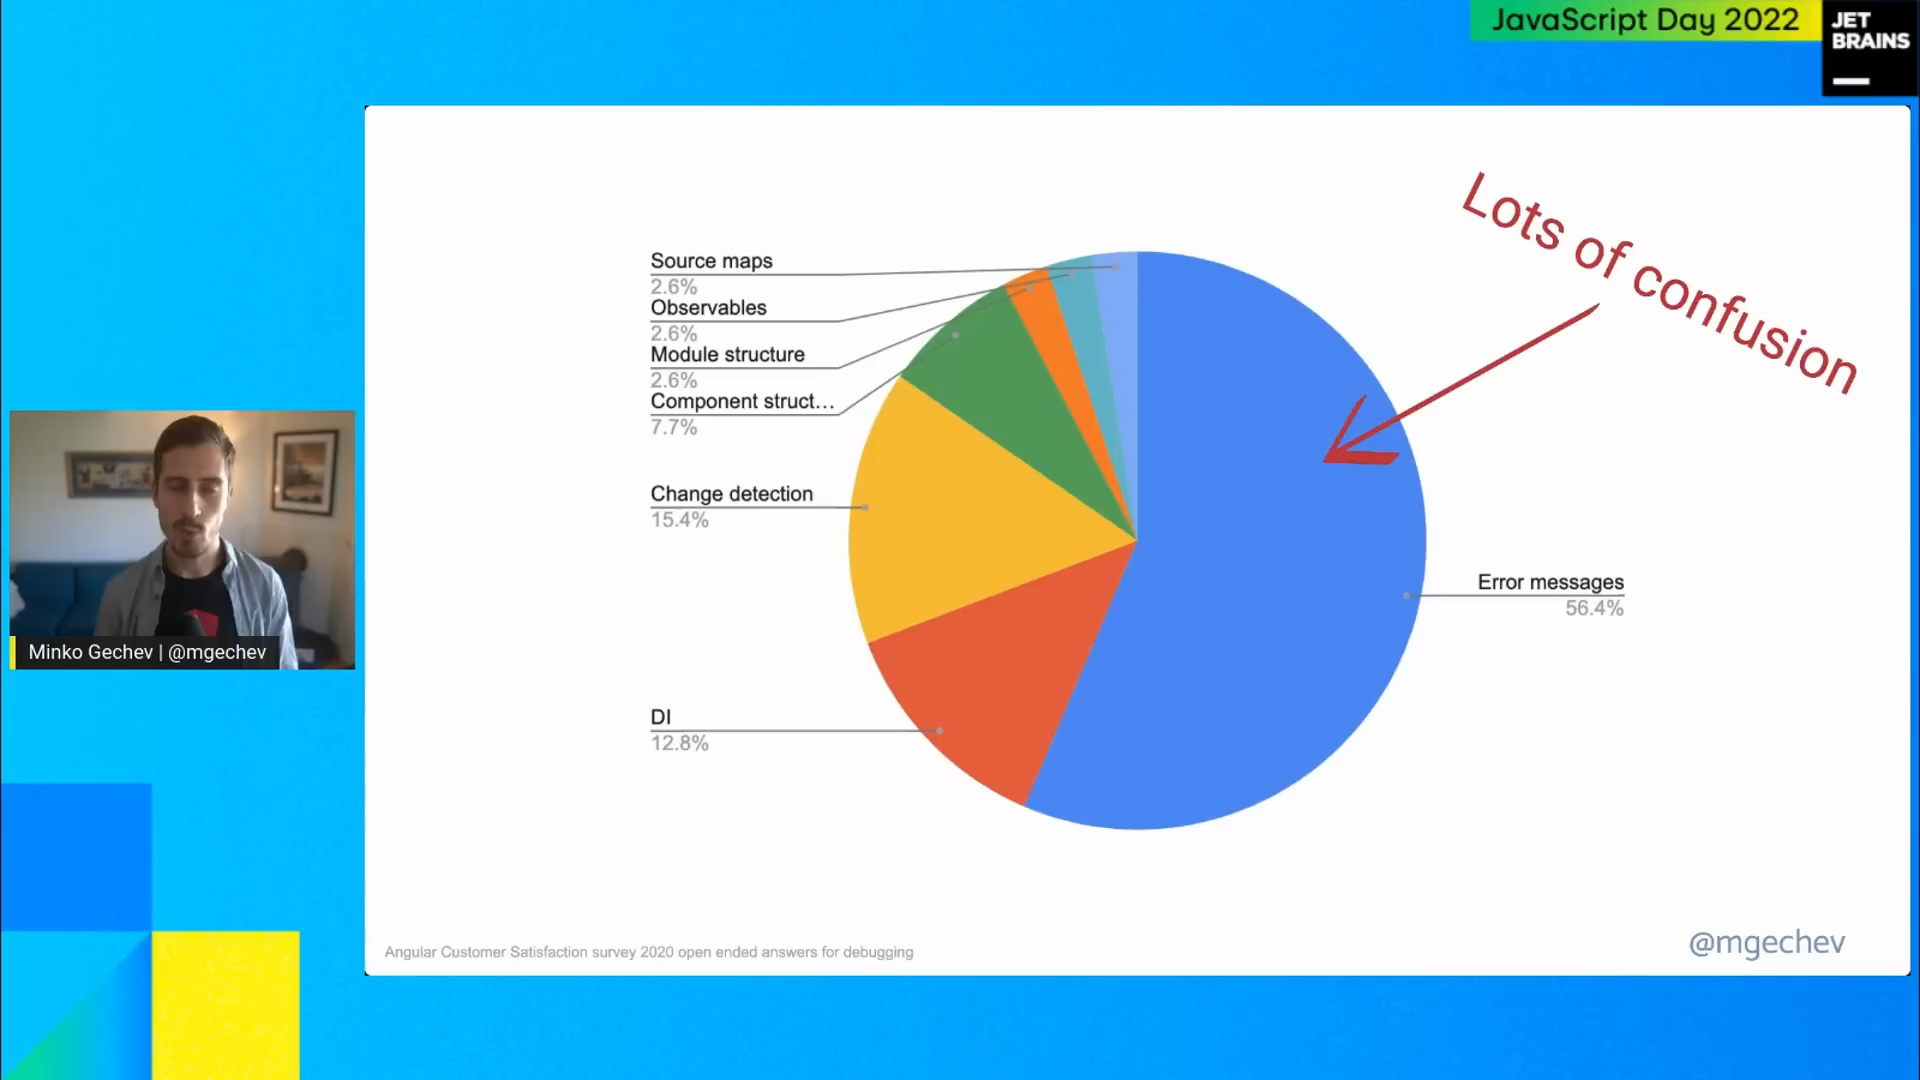 JavaScript Day 2022
JET
BRAINS
Lots of confusion
Source maps
2.6%
Observables
2.6%
Module structure
2.6%
Component struct...
7.7%
Change detection
15.4%
Error messages
56.4%
DI
12.8%
Minko Gechev | @mgechev
Angular Customer Satisfaction survey 2020 open ended answers for debugging
@mgechev